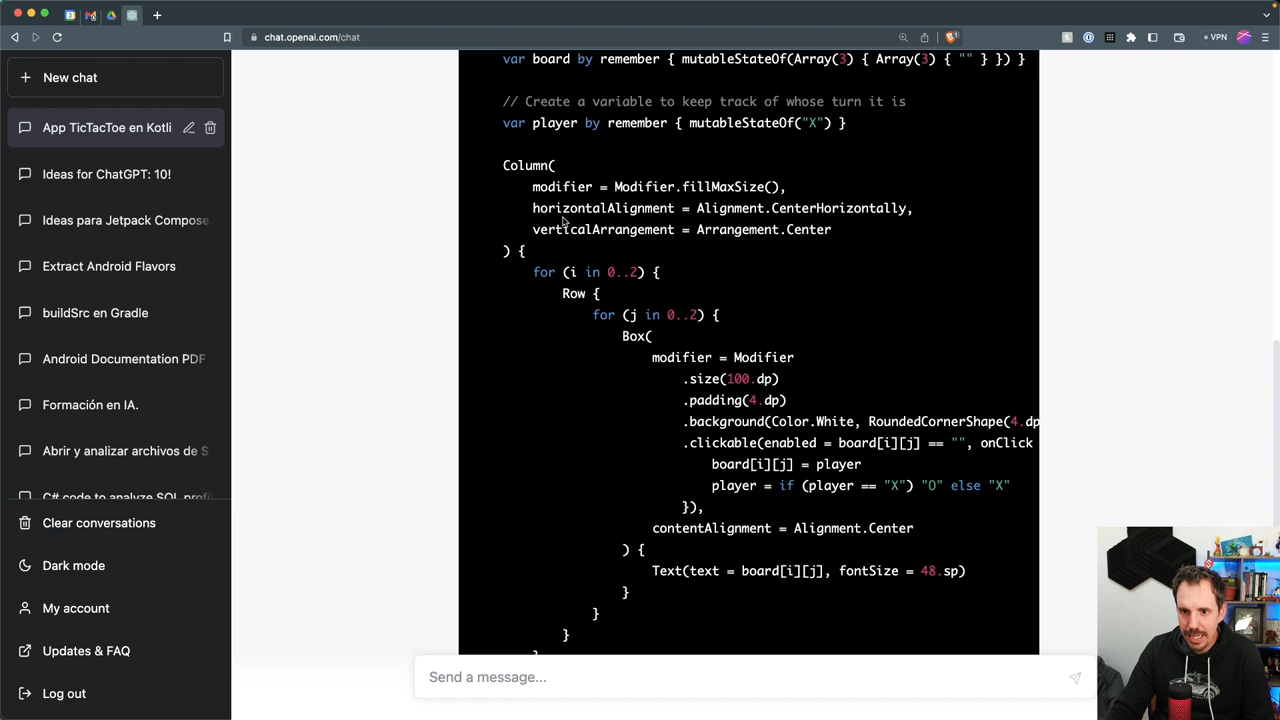 chat.openai.com/chat
VPN
New chat
App TicTacToe en Kotli
Ideas for ChatGPT: 10!
Ideas para Jetpack Compose.
Extract Android Flavors
buildSrc en Gradle
Android Documentation PDF
Formación en IA.
Abrir y analizar archivos de S
C# code to analyze SQL profil
Clear conversations
Dark mode
My account
Updates & FAQ
Log out
var board by remember { mutableStateOf(Array(3) { Array(3) { "" } }) }
// Create a variable to keep track of whose turn it is
var player by remember { mutableStateOf("X") }
Column(
modifier = Modifier.fillMaxSize(),
horizontalAlignment = Alignment.CenterHorizontally,
verticalArrangement = Arrangement.Center
) {
for (i in 0..2) {
Row {
for (j in 0..2) {
Box(
modifier = Modifier
.size(100.dp)
.padding(4.dp)
.background(Color.White, RoundedCornerShape(4.dp
.clickable(enabled = board[i][j] == "", onClick
board[i][j] = player
player = if (player == "X") "O" else "X"
}),
contentAlignment = Alignment.Center
) {
Text(text = board[i][j], fontSize = 48.sp)
}
}
}
Send a message...